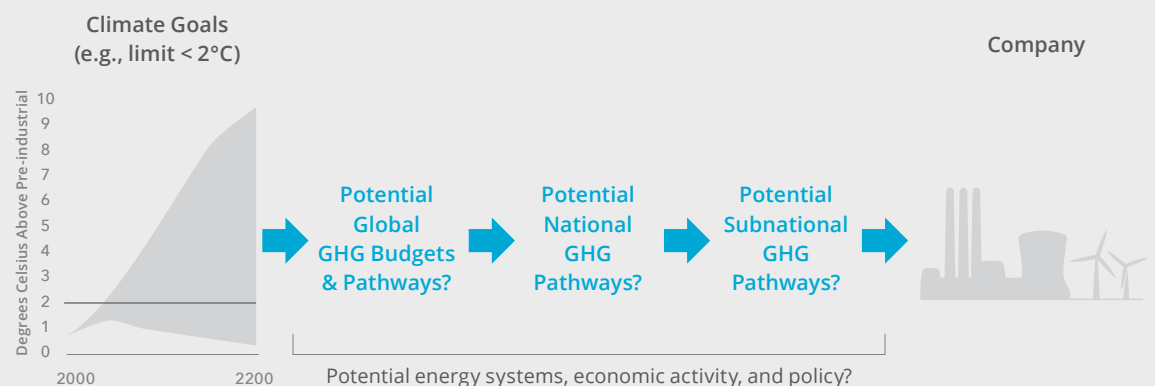 Climate Goals
(e.g., limit < 2°C)
Company
Degrees Celsius Above Pre-industrial
10
9
8
7
6
5
4
3
2
1
0
2000
2200
Potential
Global
GHG Budgets
& Pathways?
Potential
National
GHG
Pathways?
Potential
Subnational
GHG
Pathways?
Potential energy systems, economic activity, and policy?